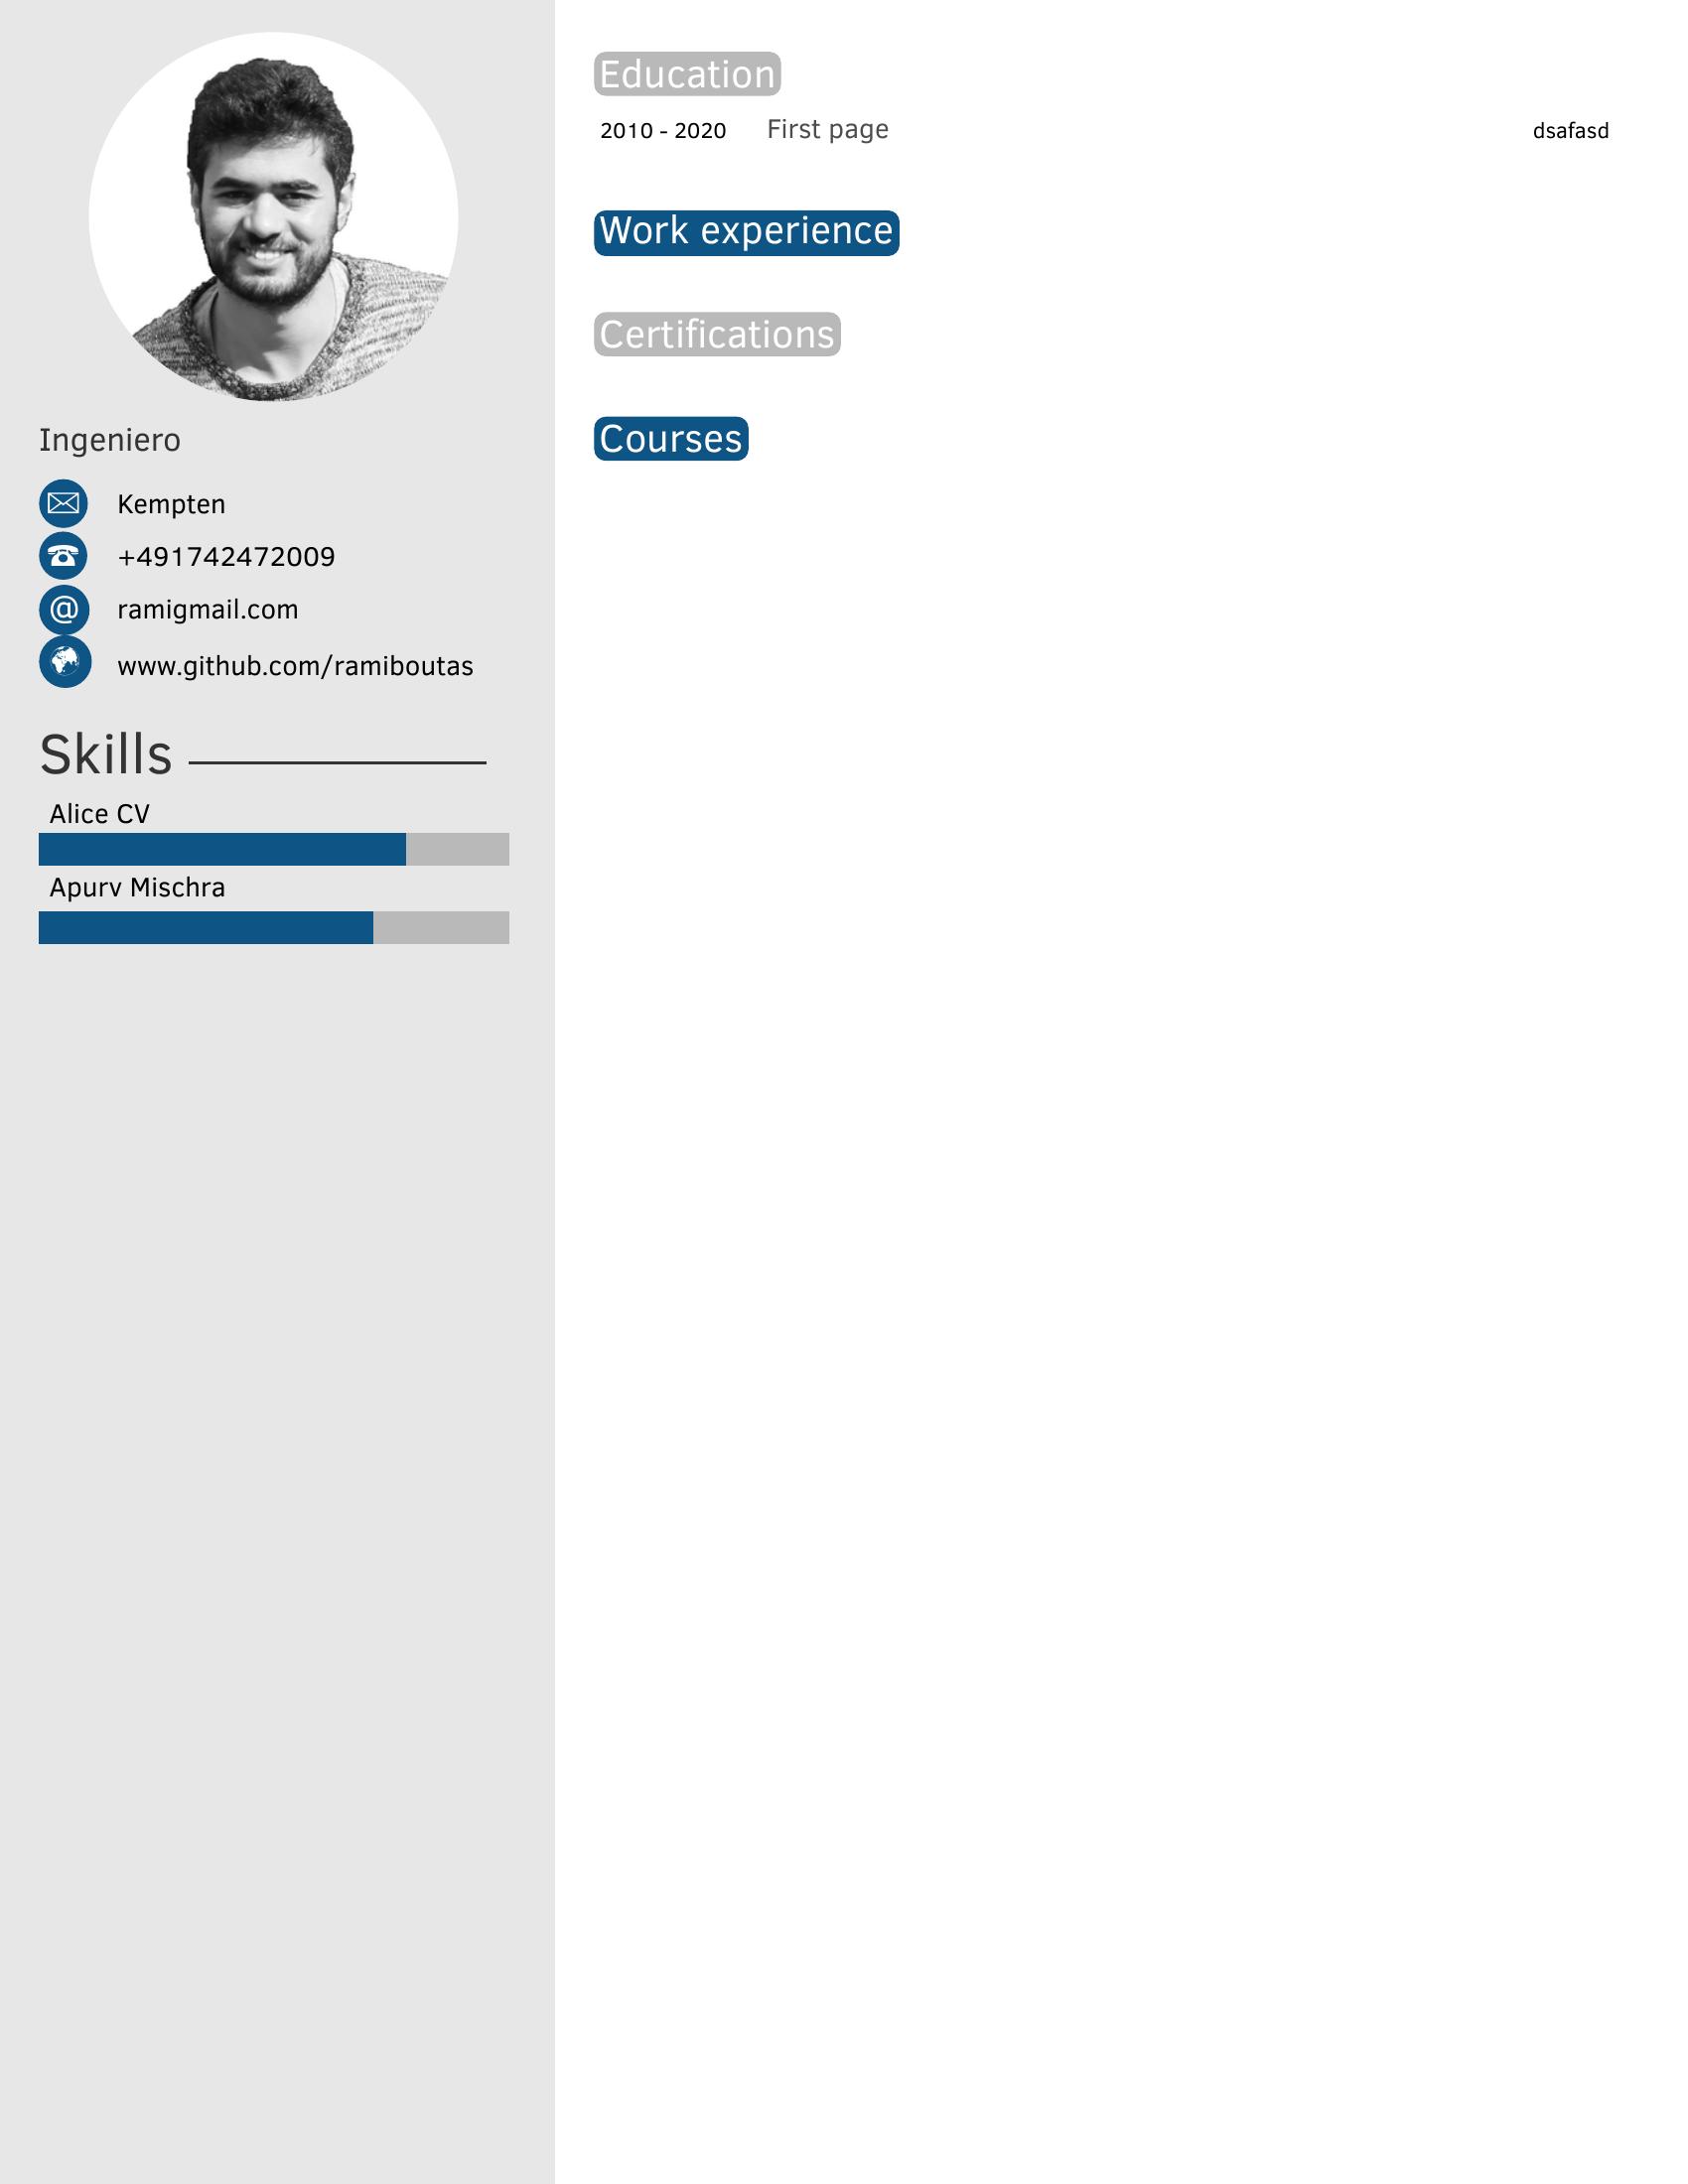 Ingeniero
Kempten
+491742472009
@ ramigmail.com
www.github.com/ramiboutas
Skills
Alice CV
Apurv Mischra
Education
2010 - 2020 First page dsafasd
Work experience
Certifications
Courses